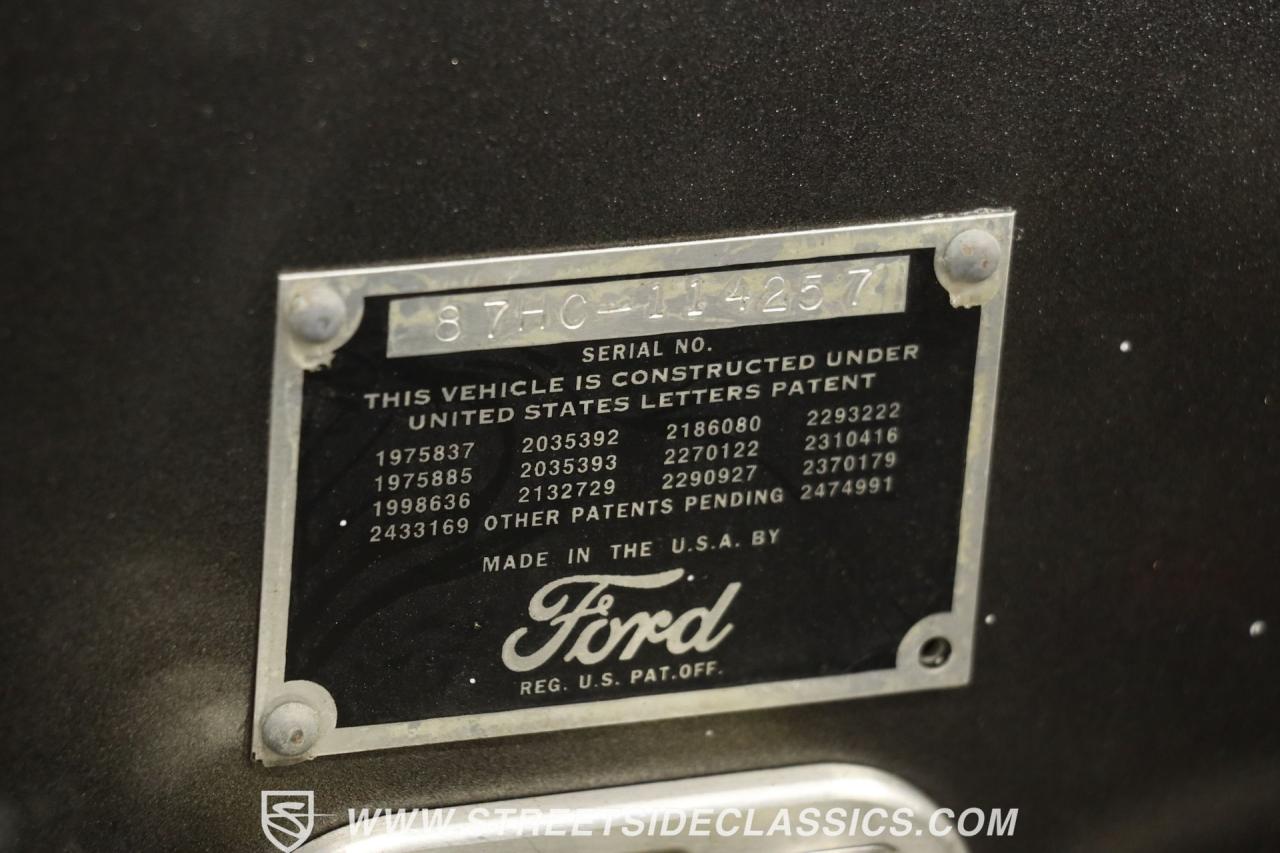 87HC-114257
SERIAL NO.
THIS VEHICLE IS CONSTRUCTED UNDER
UNITED STATES LETTERS PATENT
1975837 2035392 2186080 2293222
1975885 2035393 2270122 2310416
1998636 2132729 2290927 2370179
2433169 OTHER PATENTS PENDING 2474991
MADE IN THE U.S.A. BY
Ford
REG. U.S. PAT.OFF.
WWW.STREETSIDECLASSICS.COM